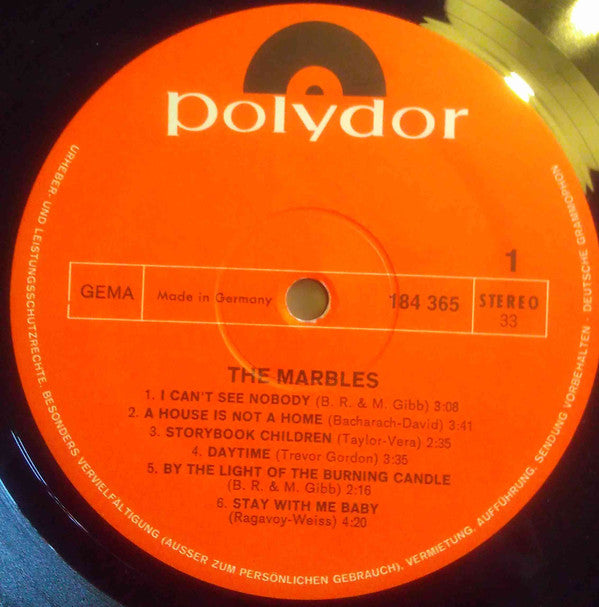 polydor
1
GEMA
Made in Germany
184 365
STEREO
33
THE MARBLES
1. I CAN'T SEE NOBODY (B. R. & M. Gibb) 3:08
2. A HOUSE IS NOT A HOME (Bacharach-David) 3:41
3. STORYBOOK CHILDREN (Taylor-Vera) 2:35
4. DAYTIME (Trevor Gordon) 3:35
5. BY THE LIGHT OF THE BURNING CANDLE
(B. R. & M. Gibb) 2:16
6. STAY WITH ME BABY
(Ragavoy-Weiss) 4:20
URHEBER- UND LEISTUNGSSCHUTZRECHTE, BESONDERS VERVIELFÄLTIGUNG (AUSSER ZUM PERSÖNLICHEN GEBRAUCH), VERMIETUNG, AUFFÜHRUNG, SENDUNG VORBEHALTEN · DEUTSCHE GRAMMOPHON